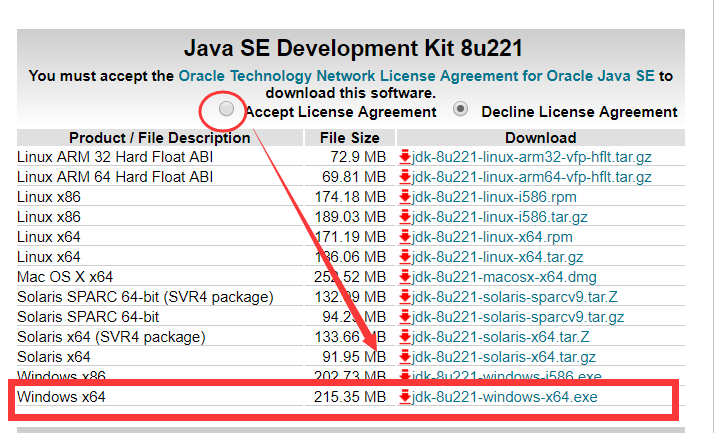 Java SE Development Kit 8u221
You must accept the Oracle Technology Network License Agreement for Oracle Java SE to
download this software.
Accept License Agreement Decline License Agreement
Product / File Description File Size Download
Linux ARM 32 Hard Float ABI 72.9 MB jdk-8u221-linux-arm32-vfp-hflt.tar.gz
Linux ARM 64 Hard Float ABI 69.81 MB jdk-8u221-linux-arm64-vfp-hflt.tar.gz
Linux x86 174.18 MB jdk-8u221-linux-i586.rpm
Linux x86 189.03 MB jdk-8u221-linux-i586.tar.gz
Linux x64 171.19 MB jdk-8u221-linux-x64.rpm
Linux x64 MB jdk-8u221-linux-x64.tar.gz
Mac OS X x64 252.52 MB jdk-8u221-macosx-x64.dmg
Solaris SPARC 64-bit (SVR4 package) MB jdk-8u221-solaris-sparcv9.tar.Z
Solaris SPARC 64-bit MB jdk-8u221-solaris-sparcv9.tar.gz
Solaris x64 (SVR4 package) 133.66 MB jdk-8u221-solaris-x64.tar.Z
Solaris x64 91.95 MB jdk-8u221-solaris-x64.tar.gz
Windows x86 202.73 MB jdk-8u221-windows-i586.exe
Windows x64 215.35 MB jdk-8u221-windows-x64.exe